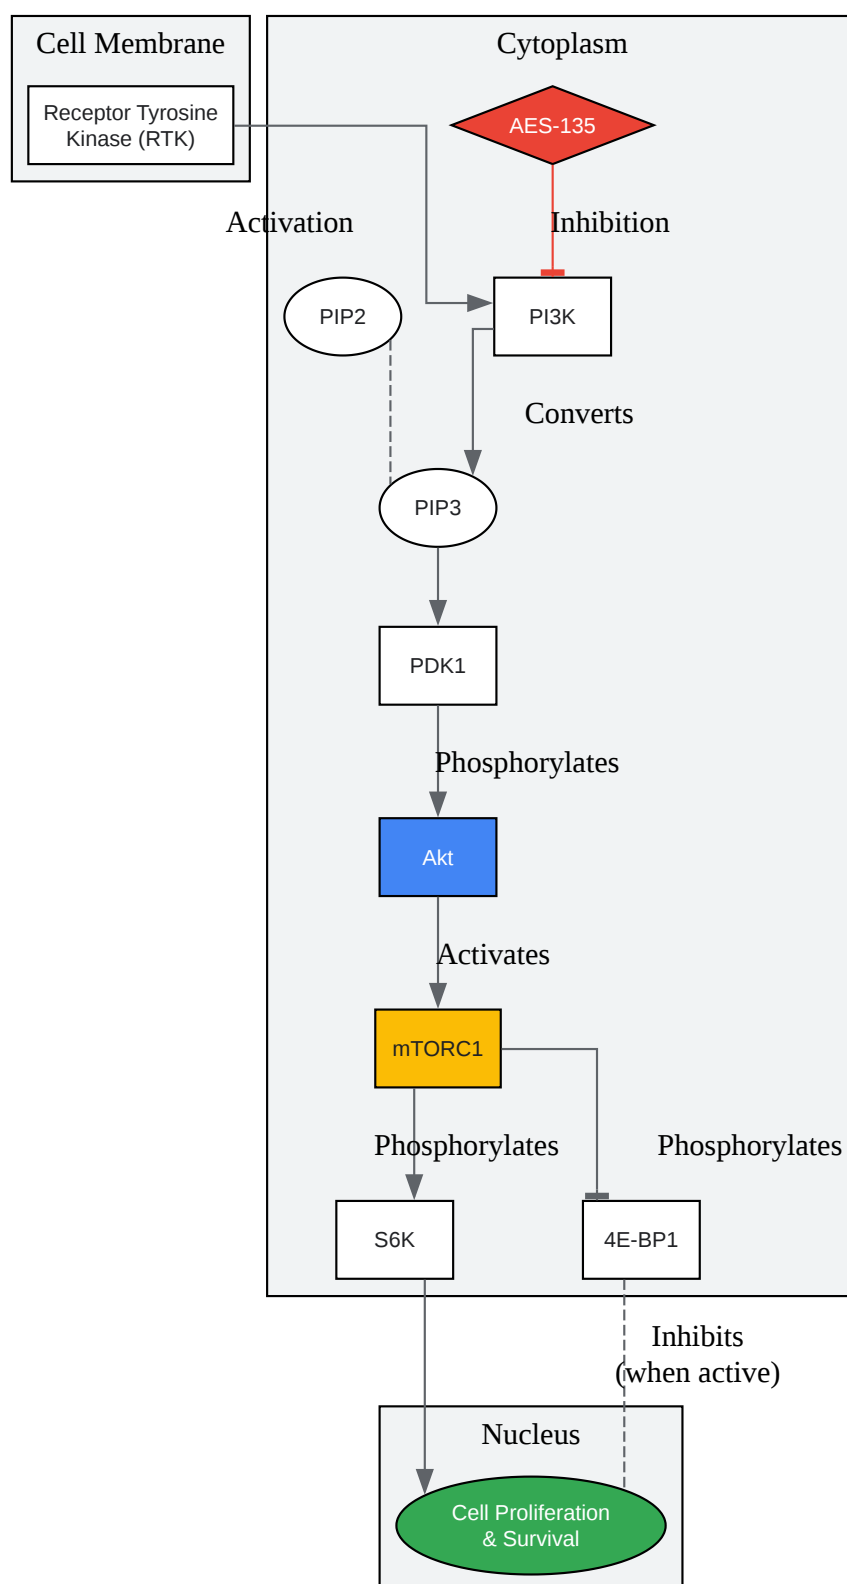 Cell Membrane
Cytoplasm
Receptor Tyrosine
Kinase (RTK)
AES-135
Activation
Inhibition
PIP2
PI3K
Converts
PIP3
PDK1
Phosphorylates
Akt
Activates
mTORC1
Phosphorylates
Phosphorylates
S6K
4E-BP1
Inhibits
(when active)
Nucleus
Cell Proliferation
& Survival